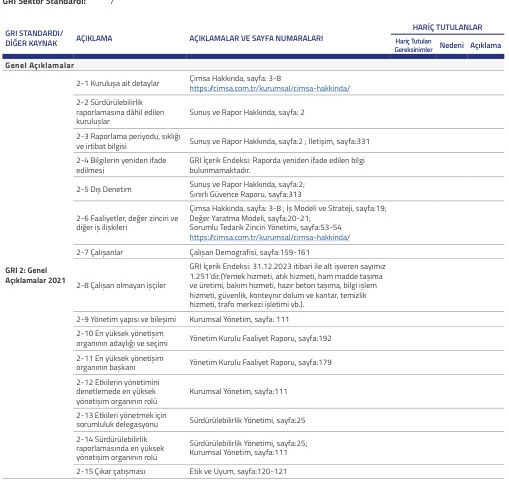 GRI Sektör Standardı: /
HARİÇ TUTULANLAR
GRI STANDARDI/
DİĞER KAYNAK
AÇIKLAMA
AÇIKLAMALAR VE SAYFA NUMARALARI
Hariç Tutulan
Gereksinimler
Nedeni
Açıklama
Genel Açıklamalar
GRI 2: Genel
Açıklamalar 2021
2-1 Kuruluşa ait detaylar
Çimsa Hakkında, sayfa: 3-8
https://cimsa.com.tr/kurumsal/cimsa-hakkinda/
2-2 Sürdürülebilirlik
raporlamasına dâhil edilen
kuruluşlar
Sunuş ve Rapor Hakkında, sayfa: 2
2-3 Raporlama periyodu, sıklığı
ve irtibat bilgisi
Sunuş ve Rapor Hakkında, sayfa:2 ; İletişim, sayfa:331
2-4 Bilgilerin yeniden ifade
edilmesi
GRI İçerik Endeksi: Raporda yeniden ifade edilen bilgi
bulunmamaktadır.
2-5 Dış Denetim
Sunuş ve Rapor Hakkında, sayfa:2;
Sınırlı Güvence Raporu, sayfa:313
2-6 Faaliyetler, değer zinciri ve
diğer iş ilişkileri
Çimsa Hakkında, sayfa: 3-8 ; İş Modeli ve Strateji, sayfa:19;
Değer Yaratma Modeli, sayfa:20-21;
Sorumlu Tedarik Zinciri Yönetimi, sayfa:53-54
https://cimsa.com.tr/kurumsal/cimsa-hakkinda/
2-7 Çalışanlar
Çalışan Demografisi, sayfa:159-161
2-8 Çalışan olmayan işçiler
GRI İçerik Endeksi: 31.12.2023 itibari ile alt işveren sayımız
1.251'dir.(Yemek hizmeti, atık hizmeti, ham madde taşıma
ve üretimi, bakım hizmeti, hazır beton taşıma, bilgi işlem
hizmeti, güvenlik, konteynır dolum ve kantar, temizlik
hizmeti, trafo merkezi işletimi vb.).
2-9 Yönetim yapısı ve bileşimi
Kurumsal Yönetim, sayfa: 111
2-10 En yüksek yönetişim
organının adaylığı ve seçimi
Yönetim Kurulu Faaliyet Raporu, sayfa:192
2-11 En yüksek yönetişim
organının başkanı
Yönetim Kurulu Faaliyet Raporu, sayfa:179
2-12 Etkilerin yönetimini
denetlemede en yüksek
yönetişim organının rolü
Kurumsal Yönetim, sayfa:111
2-13 Etkileri yönetmek için
sorumluluk delegasyonu
Sürdürülebilirlik Yönetimi, sayfa:25
2-14 Sürdürülebilirlik
raporlamasında en yüksek
yönetişim organının rolü
Sürdürülebilirlik Yönetimi, sayfa:25;
Kurumsal Yönetim, sayfa:111
2-15 Çıkar çatışması
Etik ve Uyum, sayfa:120-121